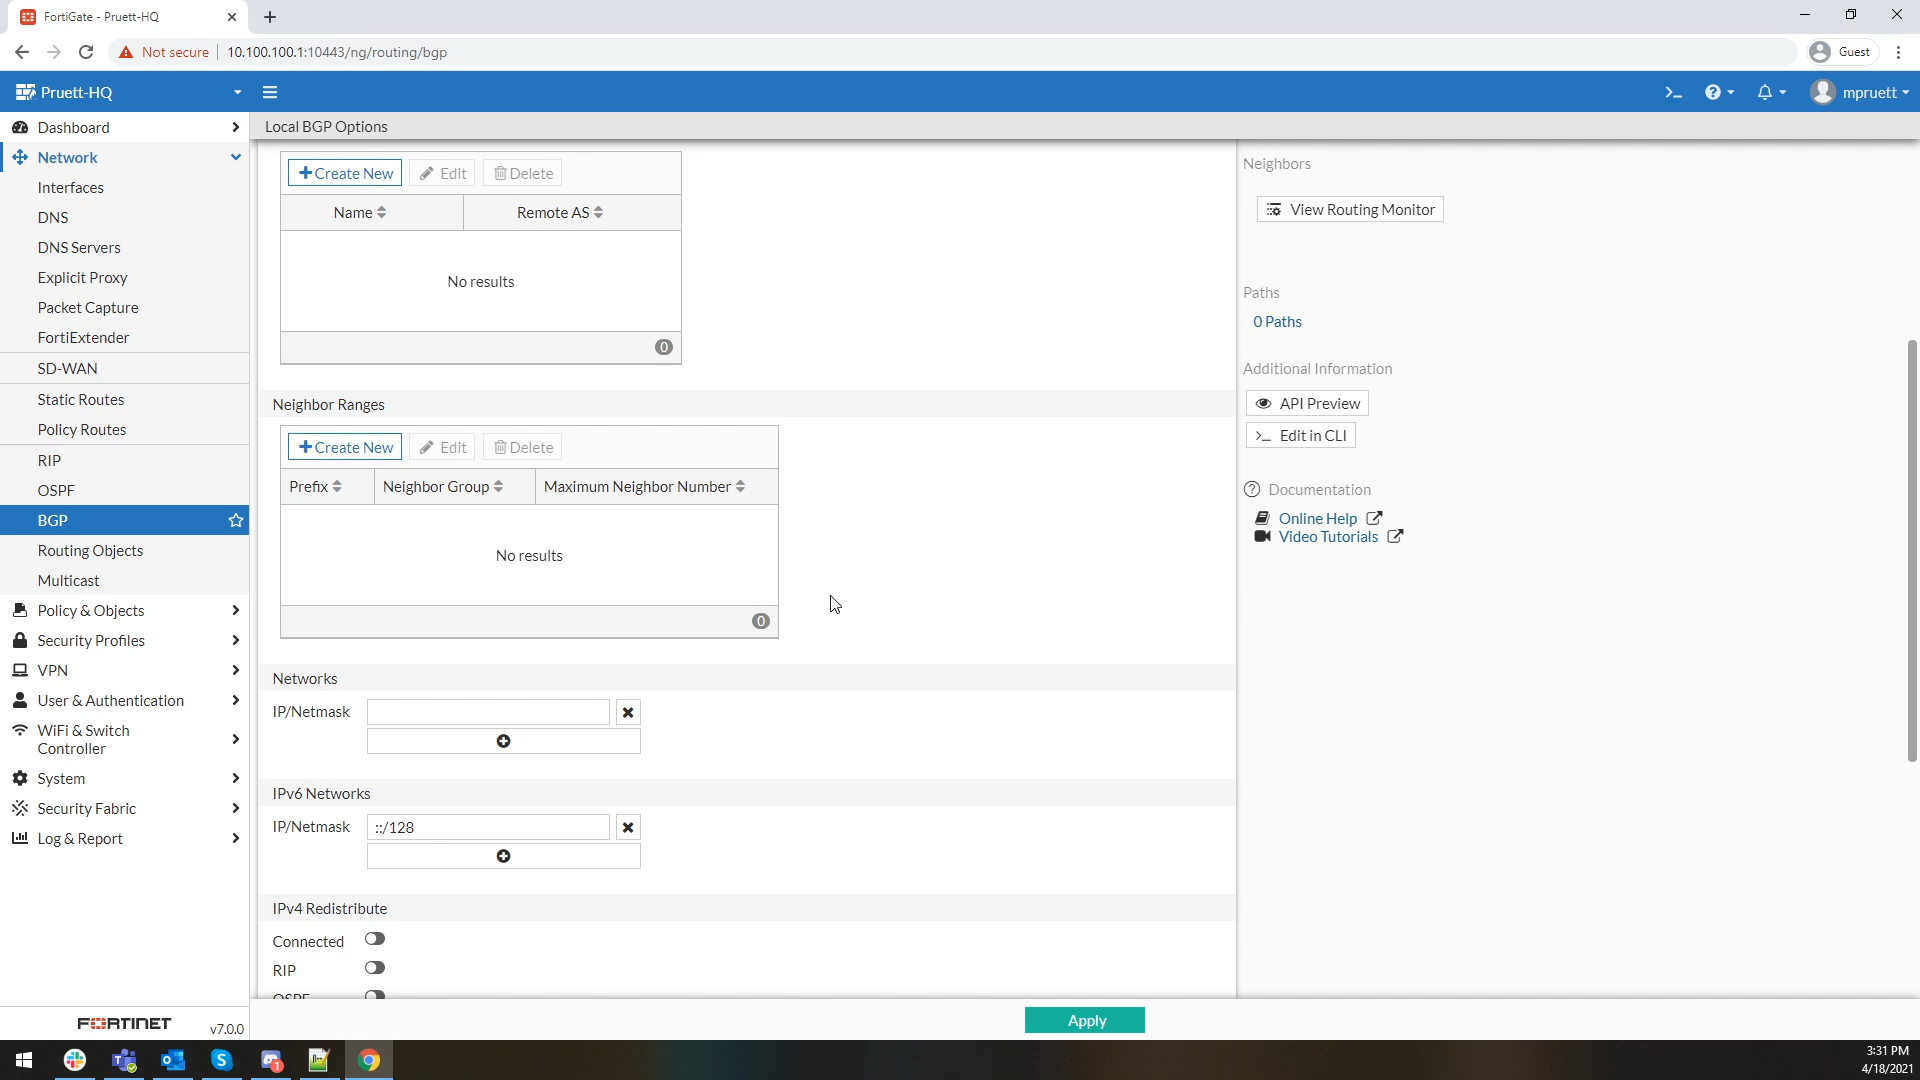 FortiGate - Pruett-HQ
Not secure
10.100.100.1:10443/ng/routing/bgp
Guest
Pruett-HQ
mpruett
Dashboard
Network
Interfaces
DNS
DNS Servers
Explicit Proxy
Packet Capture
FortiExtender
SD-WAN
Static Routes
Policy Routes
RIP
OSPF
BGP
Routing Objects
Multicast
Policy & Objects
Security Profiles
VPN
User & Authentication
WiFi & Switch
Controller
System
Security Fabric
Log & Report
FORTINET
v7.0.0
Local BGP Options
Create New
Edit
Delete
Name
Remote AS
No results
0
Neighbor Ranges
Create New
Edit
Delete
Prefix
Neighbor Group
Maximum Neighbor Number
No results
0
Networks
IP/Netmask
IPv6 Networks
IP/Netmask
::/128
IPv4 Redistribute
Connected
RIP
OSPF
Apply
Neighbors
View Routing Monitor
Paths
0 Paths
Additional Information
API Preview
>_ Edit in CLI
Documentation
Online Help
Video Tutorials
1
3:31 PM
4/18/2021